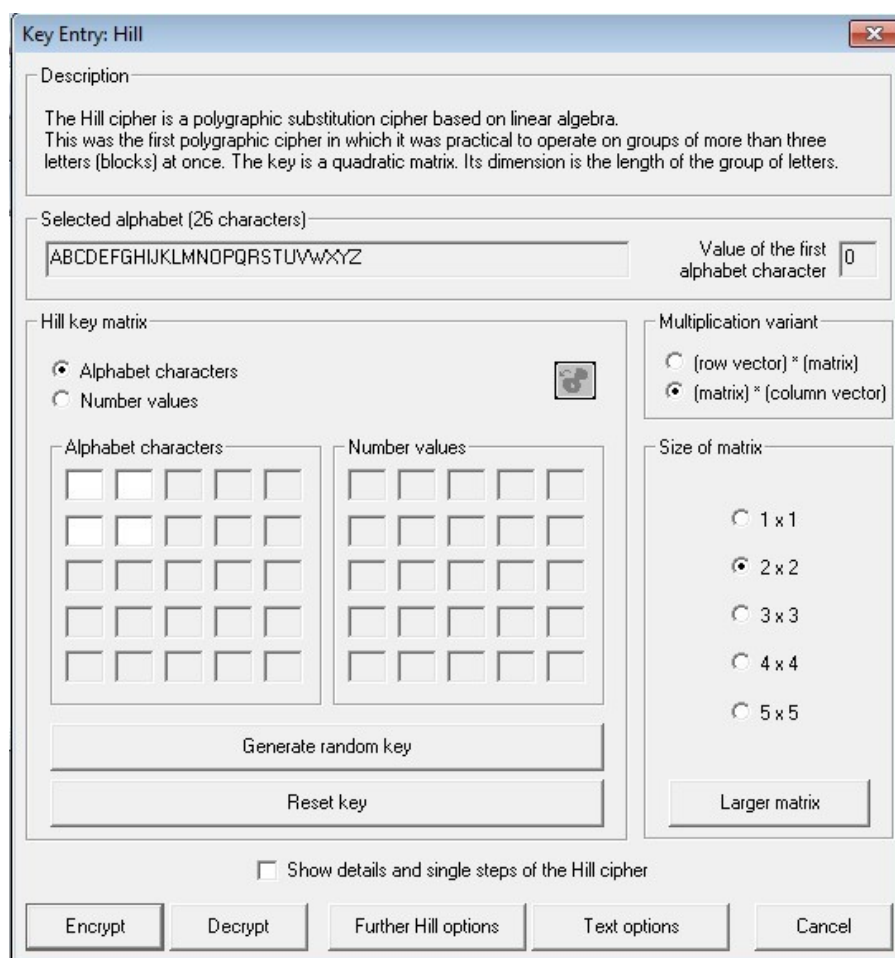 Key Entry: Hill
Description
The Hill cipher is a polygraphic substitution cipher based on linear algebra.
This was the first polygraphic cipher in which it was practical to operate on groups of more than three
letters (blocks) at once. The key is a quadratic matrix. Its dimension is the length of the group of letters.
Selected alphabet (26 characters)
ABCDEFGHIJKLMNOPQRSTUVWXYZ
Value of the first
alphabet character
0
Hill key matrix
Alphabet characters
Number values
Alphabet characters
Number values
Generate random key
Reset key
Multiplication variant
(row vector) * (matrix)
(matrix) * (column vector)
Size of matrix
1 x 1
2 x 2
3 x 3
4 x 4
5 x 5
Larger matrix
Show details and single steps of the Hill cipher
Encrypt
Decrypt
Further Hill options
Text options
Cancel